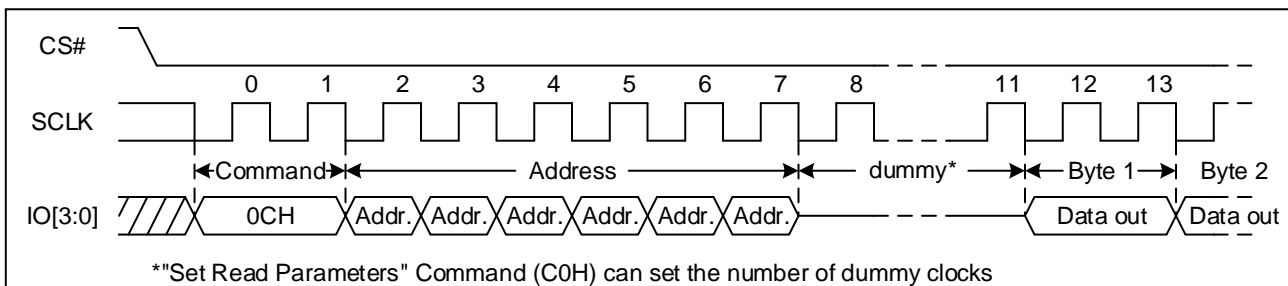 CS#
0 1 2 3 4 5 6 7 8 11 12 13
SCLK
Command Address dummy* Byte 1 Byte 2
IO[3:0] 0CH Addr. Addr. Addr. Addr. Addr. Addr. Data out Data out
*"Set Read Parameters" Command (C0H) can set the number of dummy clocks